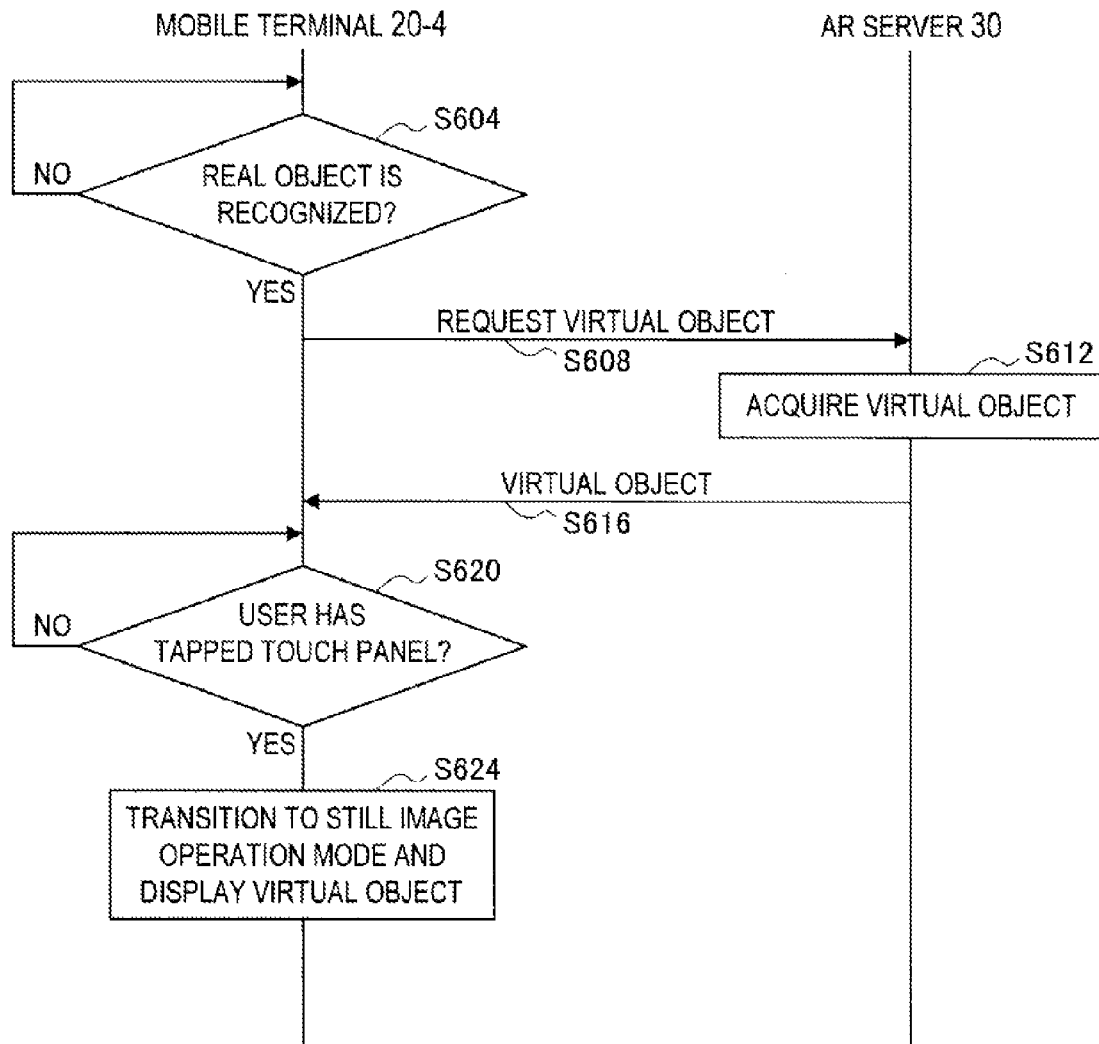 MOBILE TERMINAL 20-4
AR SERVER 30
S604
NO
REAL OBJECT IS
RECOGNIZED?
YES
REQUEST VIRTUAL OBJECT
S608
S612
ACQUIRE VIRTUAL OBJECT
VIRTUAL OBJECT
S616
S620
NO
USER HAS
TAPPED TOUCH PANEL?
YES
S624
TRANSITION TO STILL IMAGE
OPERATION MODE AND
DISPLAY VIRTUAL OBJECT